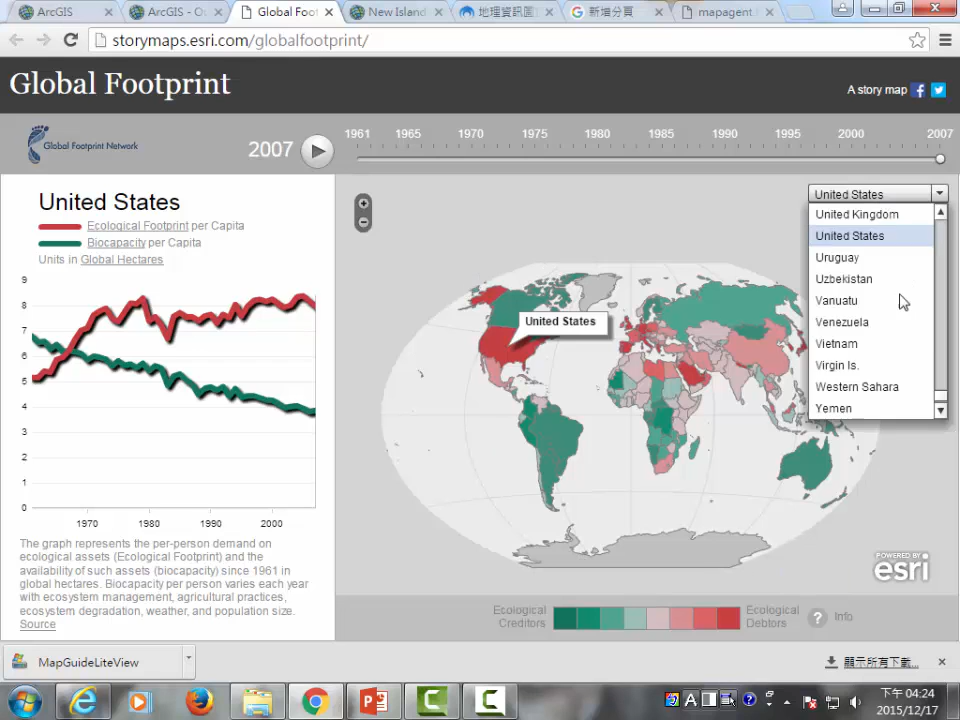 ArcGIS
ArcGIS - Ov
Global Foo
New Island
地理資訊圖
新增分頁
mapagent.
storymaps.esri.com/globalfootprint/
Global Footprint
A story map
Global Footprint Network
2007
1961 1965 1970 1975 1980 1985 1990 1995 2000 2007
United States
Ecological Footprint per Capita
Biocapacity per Capita
Units in Global Hectares
9
8
7
6
5
4
3
2
1
0
1970 1980 1990 2000
The graph represents the per-person demand on
ecological assets (Ecological Footprint) and the
availability of such assets (biocapacity) since 1961 in
global hectares. Biocapacity per person varies each year
with ecosystem management, agricultural practices,
ecosystem degradation, weather, and population size.
Source
United States
United States
United Kingdom
United States
Uruguay
Uzbekistan
Vanuatu
Venezuela
Vietnam
Virgin Is.
Western Sahara
Yemen
POWERED BY
esri
Ecological
Creditors
Ecological
Debtors
? Info
MapGuideLiteView
顯示所有下載...
下午 04:24
2015/12/17